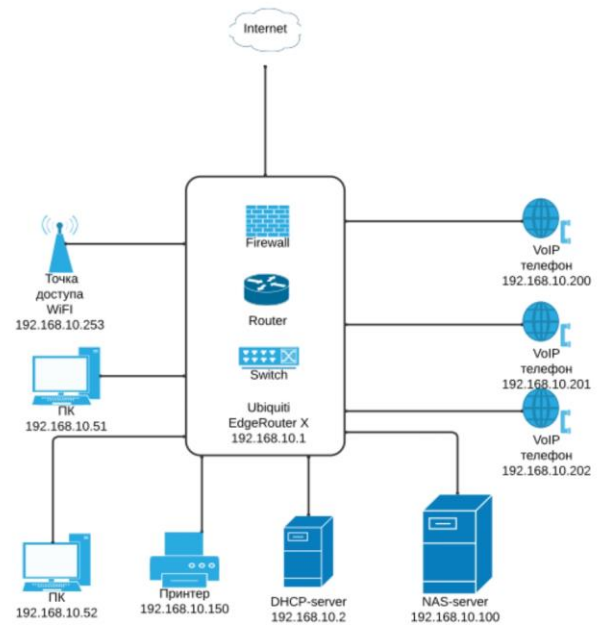 Internet
Firewall
Router
Switch
Ubiquiti
EdgeRouter X
192.168.10.1
Точка
доступа
WiFI
192.168.10.253
ПК
192.168.10.51
ПК
192.168.10.52
Принтер
192.168.10.150
DHCP-server
192.168.10.2
NAS-server
192.168.10.100
VoIP
телефон
192.168.10.200
VoIP
телефон
192.168.10.201
VoIP
телефон
192.168.10.202